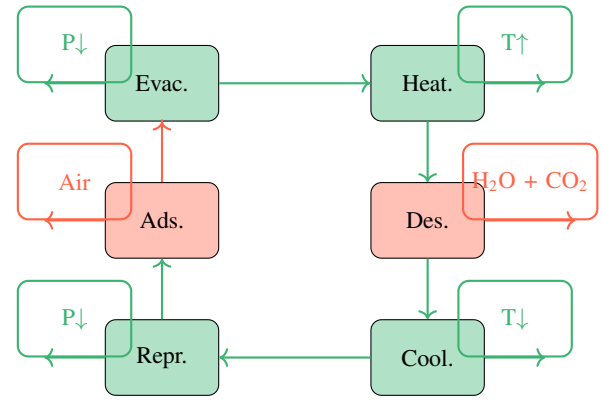 P↓
T↑
Evac.
Heat.
Air
H₂O + CO₂
Ads.
Des.
P↓
T↓
Repr.
Cool.